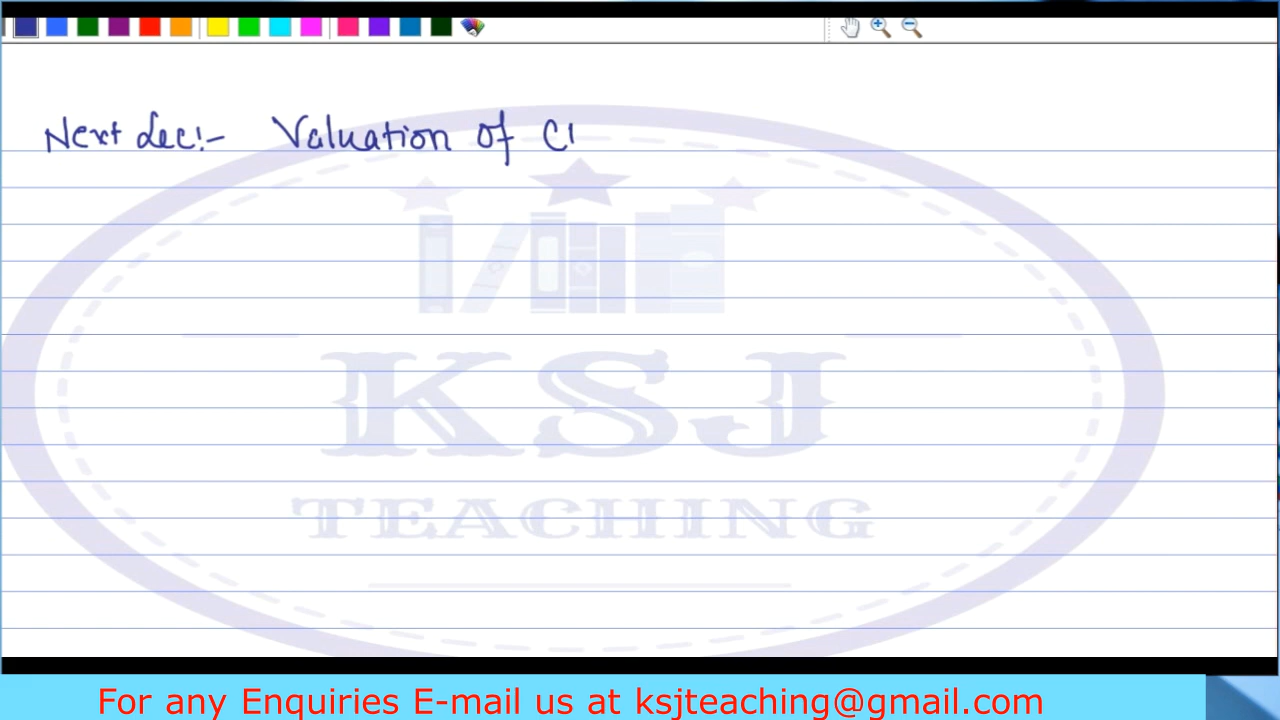 Next Lec:- Valuation of
KSJ
TEACHING
For any Enquiries E-mail us at ksjteaching@gmail.com